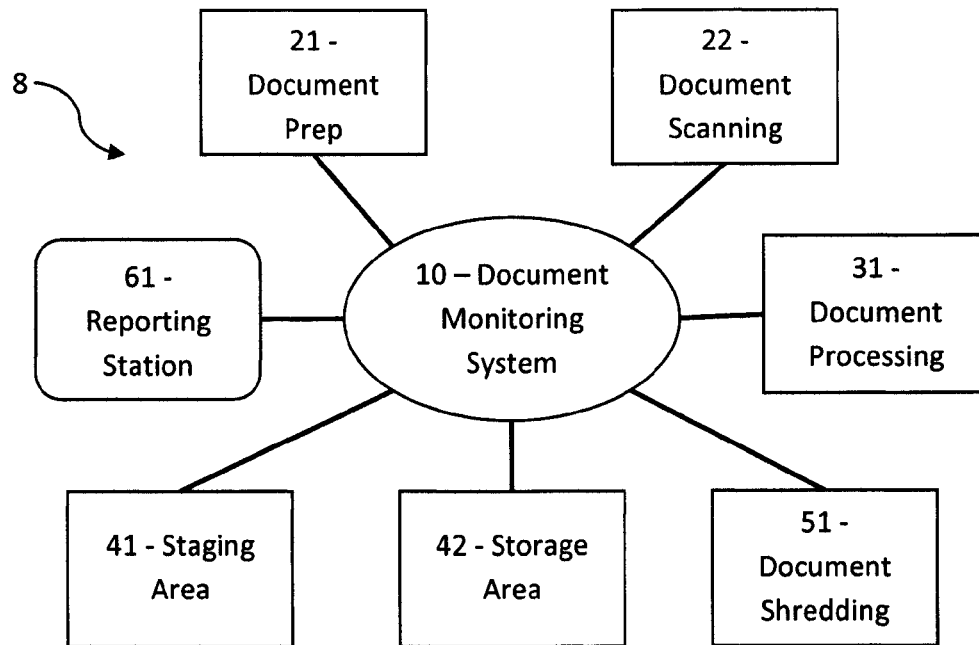 21 -
Document
Prep
22 -
Document
Scanning
8
61 -
Reporting
Station
10 – Document
Monitoring
System
31 -
Document
Processing
41 - Staging
Area
42 - Storage
Area
51 -
Document
Shredding